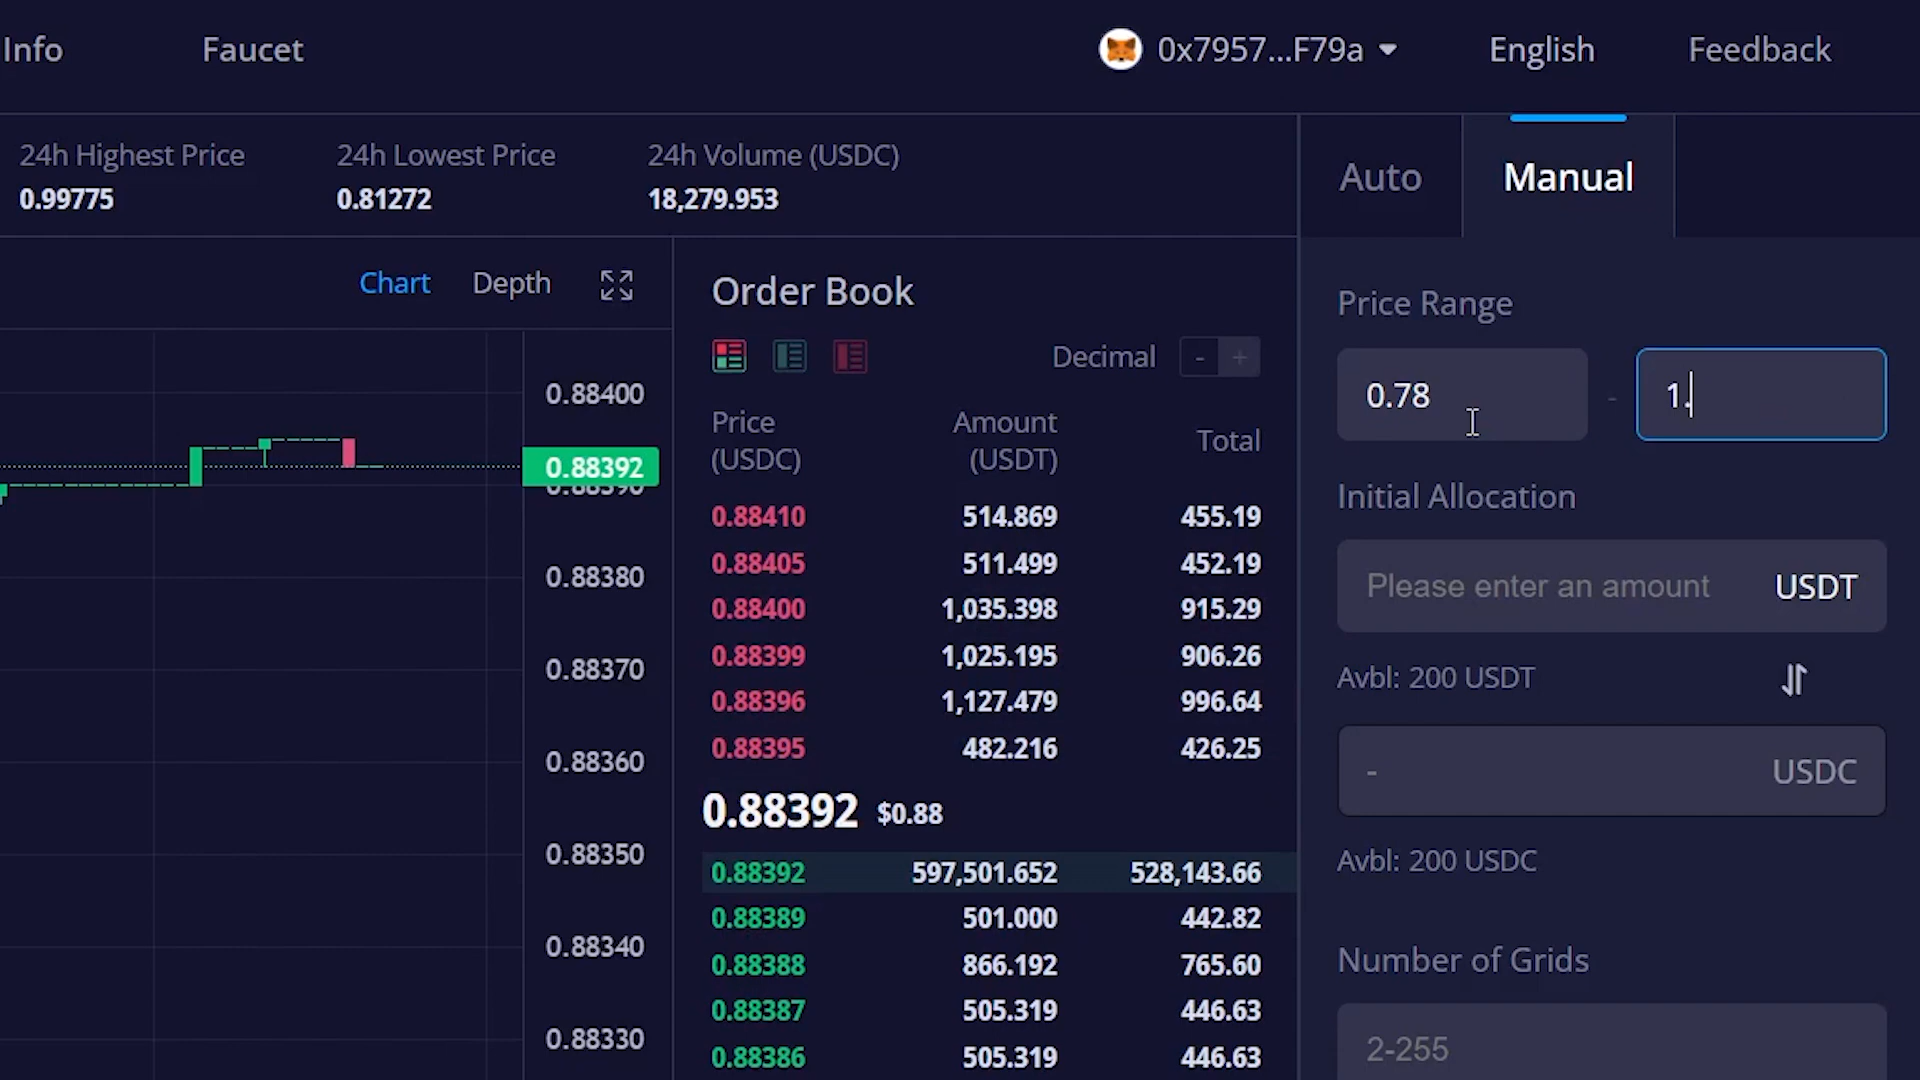 Info
Faucet
0x7957...F79a
English
Feedback
24h Highest Price
0.99775
24h Lowest Price
0.81272
24h Volume (USDC)
18,279.953
Auto
Manual
Chart
Depth
0.88400
0.88392
0.88390
0.88380
0.88370
0.88360
0.88350
0.88340
0.88330
Order Book
Decimal
-
+
Price
(USDC)
Amount
(USDT)
Total
0.88410 514.869 455.19
0.88405 511.499 452.19
0.88400 1,035.398 915.29
0.88399 1,025.195 906.26
0.88396 1,127.479 996.64
0.88395 482.216 426.25
0.88392 $0.88
0.88392 597,501.652 528,143.66
0.88389 501.000 442.82
0.88388 866.192 765.60
0.88387 505.319 446.63
0.88386 505.319 446.63
Price Range
0.78 - 1.
Initial Allocation
Please enter an amount USDT
Avbl: 200 USDT
- USDC
Avbl: 200 USDC
Number of Grids
2-255